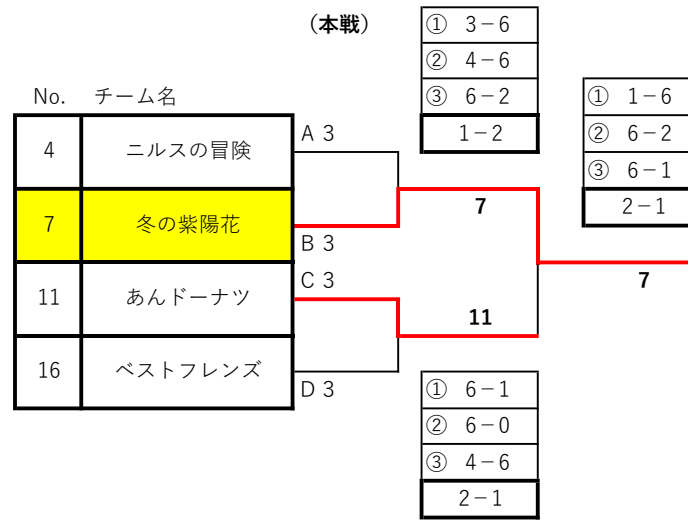 （本戦）
① 3－6
② 4－6
③ 6－2
1－2
① 1－6
② 6－2
③ 6－1
2－1
No. チーム名
4 ニルスの冒険 A 3
7 冬の紫陽花 B 3
11 あんドーナツ C 3
16 ベストフレンズ D 3
7
11
7
① 6－1
② 6－0
③ 4－6
2－1